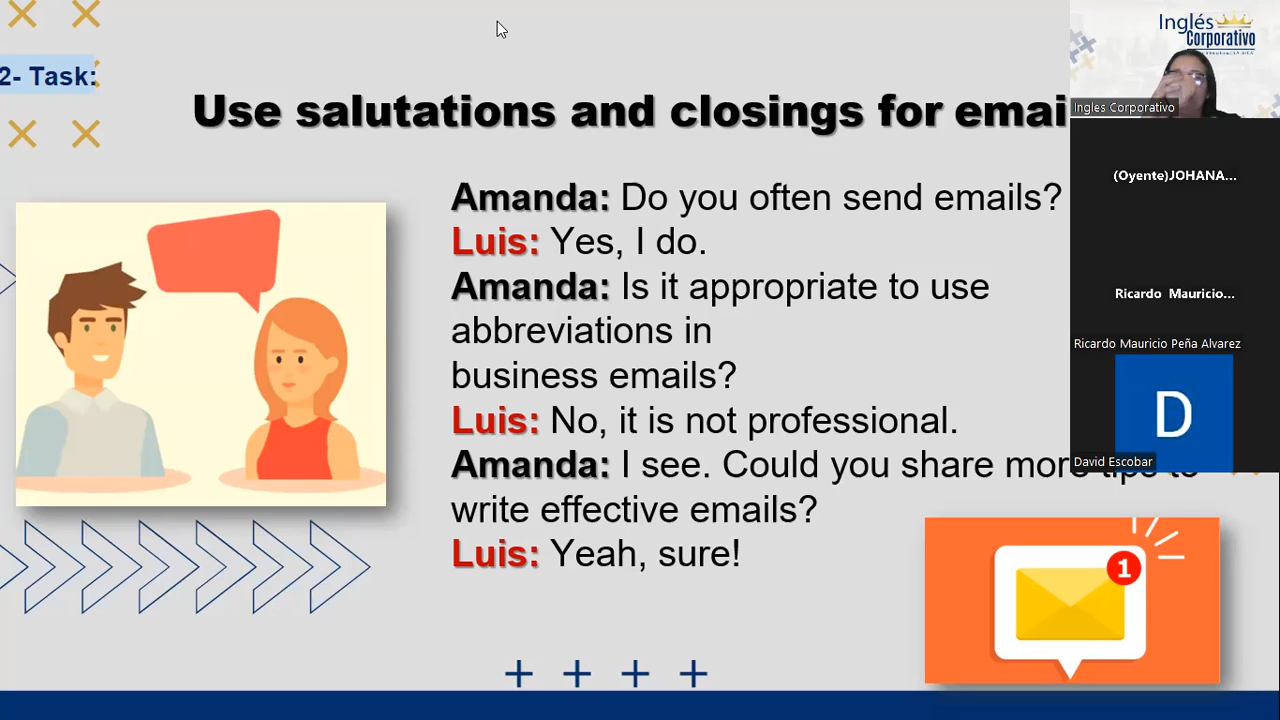 2- Task:
Use salutations and closings for emai
Amanda: Do you often send emails?
Luis: Yes, I do.
Amanda: Is it appropriate to use
abbreviations in
business emails?
Luis: No, it is not professional.
Amanda: I see. Could you share more tips to
write effective emails?
Luis: Yeah, sure!
1
Inglés
Corporativo
Ingles Corporativo
(Oyente)JOHANA...
Ricardo Mauricio...
Ricardo Mauricio Peña Alvarez
D
David Escobar